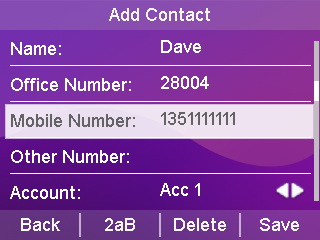 Add Contact
Name: Dave
Office Number: 28004
Mobile Number: 1351111111
Other Number:
Account: Acc 1
Back 2aB Delete Save